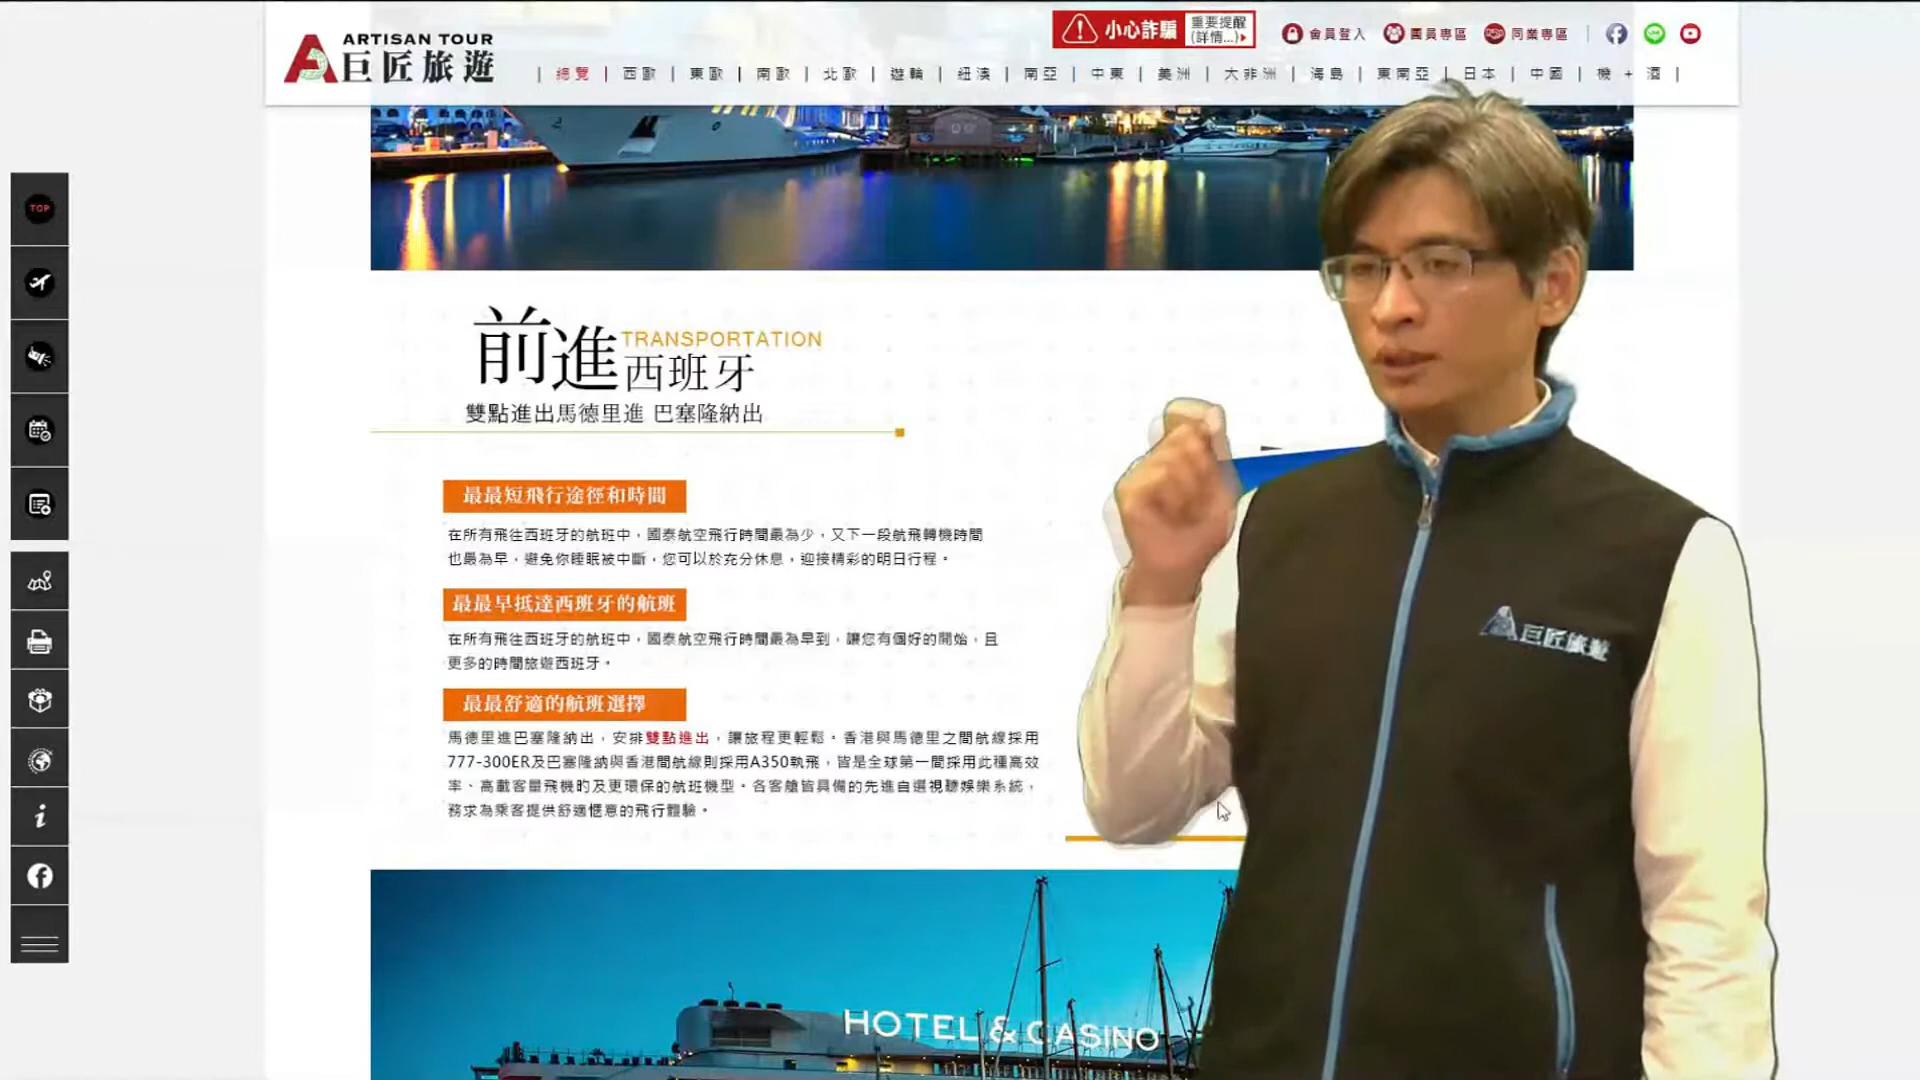 ARTISAN TOUR
巨匠旅遊
小心詐騙
重要提醒
(詳情...)
會員登入
團員專區
同業專區
總覽 | 西歐 | 東歐 | 南歐 | 北歐 | 遊輪 | 紐澳 | 南亞 | 中東 | 美洲 | 大非洲 | 海島 | 東南亞 | 日本 | 中國 | 機 + 酒 |
TOP
前進
TRANSPORTATION
西班牙
雙點進出馬德里進 巴塞隆納出
最最短飛行途徑和時間
在所有飛往西班牙的航班中，國泰航空飛行時間最為少，又下一段航飛轉機時間
也最為早，避免你睡眠被中斷，您可以於充分休息，迎接精彩的明日行程。
最最早抵達西班牙的航班
在所有飛往西班牙的航班中，國泰航空飛行時間最為早到，讓您有個好的開始，且
更多的時間旅遊西班牙。
最最舒適的航班選擇
馬德里進巴塞隆納出，安排雙點進出，讓旅程更輕鬆。香港與馬德里之間航線採用
777-300ER及巴塞隆納與香港間航線則採用A350執飛，皆是全球第一間採用此種高效
率、高載客量飛機旳及更環保的航班機型。各客艙皆具備的先進自選視聽娛樂系統，
務求為乘客提供舒適愜意的飛行體驗。
巨匠旅遊
HOTEL & CASINO